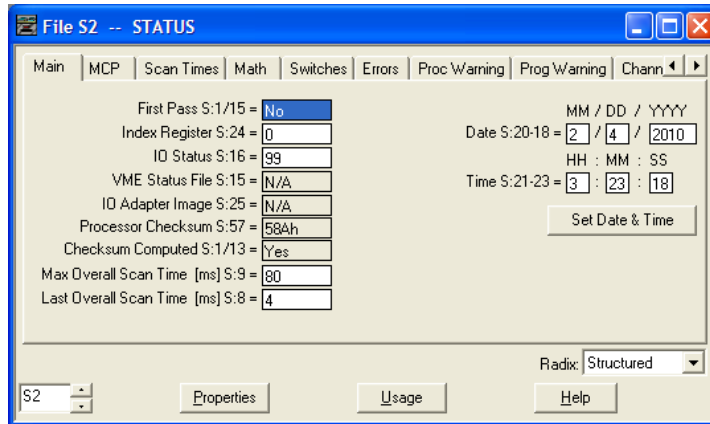 File S2 -- STATUS
Main MCP Scan Times Math Switches Errors Proc Warning Prog Warning Chann
First Pass S:1/15 = No
Index Register S:24 = 0
IO Status S:16 = 99
VME Status File S:15 = N/A
IO Adapter Image S:25 = N/A
Processor Checksum S:57 = 58Ah
Checksum Computed S:1/13 = Yes
Max Overall Scan Time [ms] S:9 = 80
Last Overall Scan Time [ms] S:8 = 4
MM / DD / YYYY
Date S:20-18 = 2 / 4 / 2010
HH : MM : SS
Time S:21-23 = 3 : 23 : 18
Set Date & Time
Radix: Structured
S2 Properties Usage Help